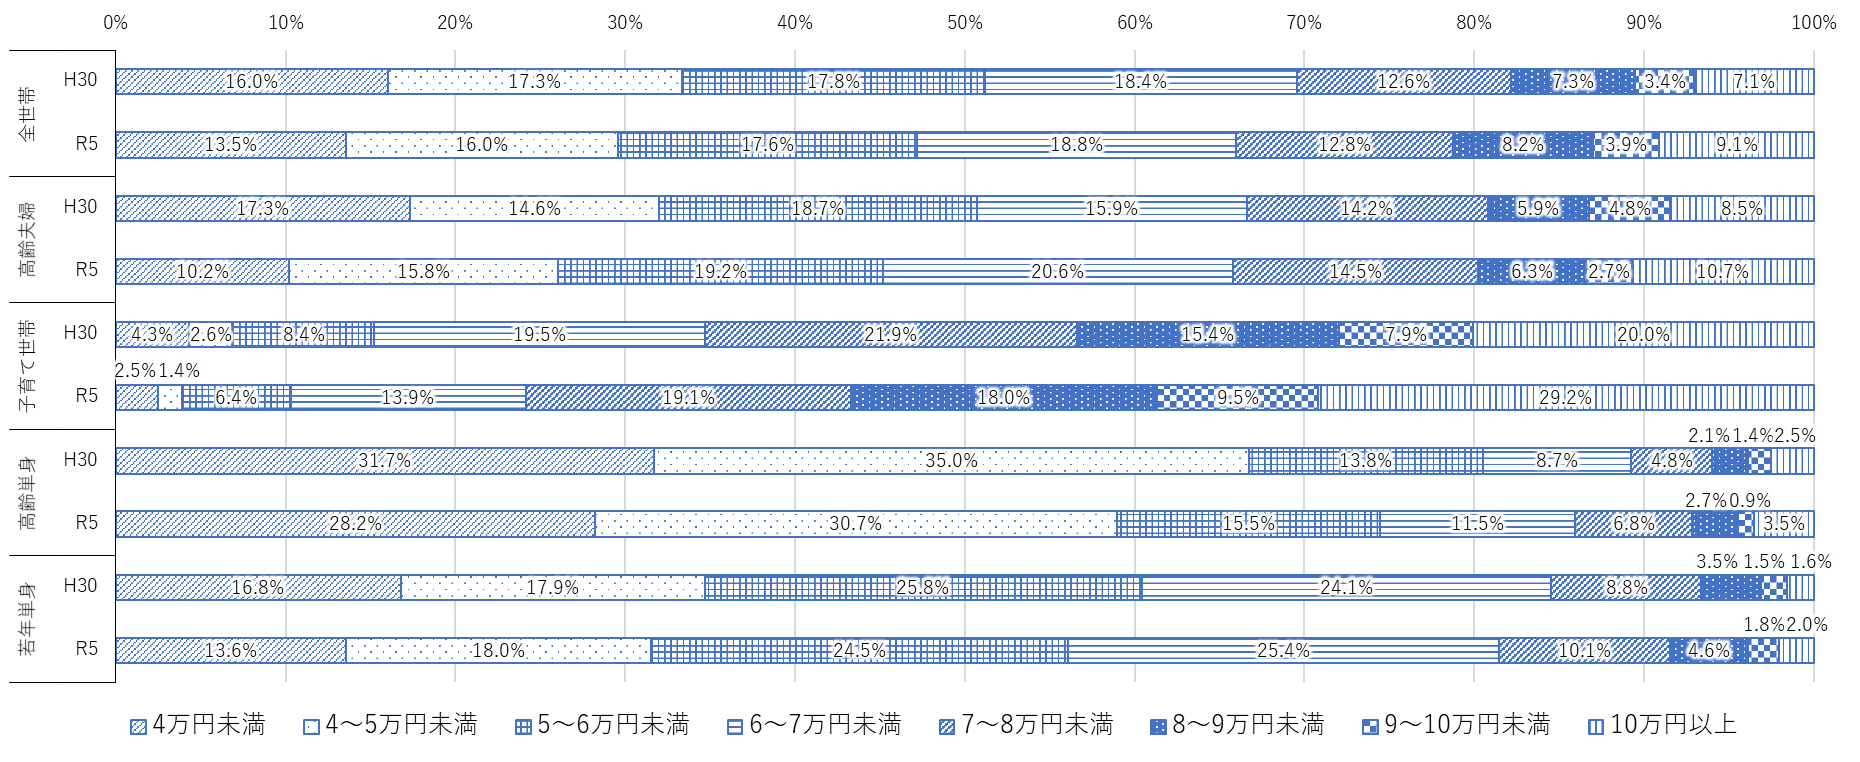 0% 10% 20% 30% 40% 50% 60% 70% 80% 90% 100%
全世帯
H30 16.0% 17.3% 17.8% 18.4% 12.6% 7.3% 3.4% 7.1%
R5 13.5% 16.0% 17.6% 18.8% 12.8% 8.2% 3.9% 9.1%
高齢夫婦
H30 17.3% 14.6% 18.7% 15.9% 14.2% 5.9% 4.8% 8.5%
R5 10.2% 15.8% 19.2% 20.6% 14.5% 6.3% 2.7% 10.7%
子育て世帯
H30 4.3% 2.6% 8.4% 19.5% 21.9% 15.4% 7.9% 20.0%
R5 2.5% 1.4% 6.4% 13.9% 19.1% 18.0% 9.5% 29.2%
高齢単身
H30 31.7% 35.0% 13.8% 8.7% 4.8% 2.1% 1.4% 2.5%
R5 28.2% 30.7% 15.5% 11.5% 6.8% 2.7% 0.9% 3.5%
若年単身
H30 16.8% 17.9% 25.8% 24.1% 8.8% 3.5% 1.5% 1.6%
R5 13.6% 18.0% 24.5% 25.4% 10.1% 4.6% 1.8% 2.0%
4万円未満 4～5万円未満 5～6万円未満 6～7万円未満 7～8万円未満 8～9万円未満 9～10万円未満 10万円以上